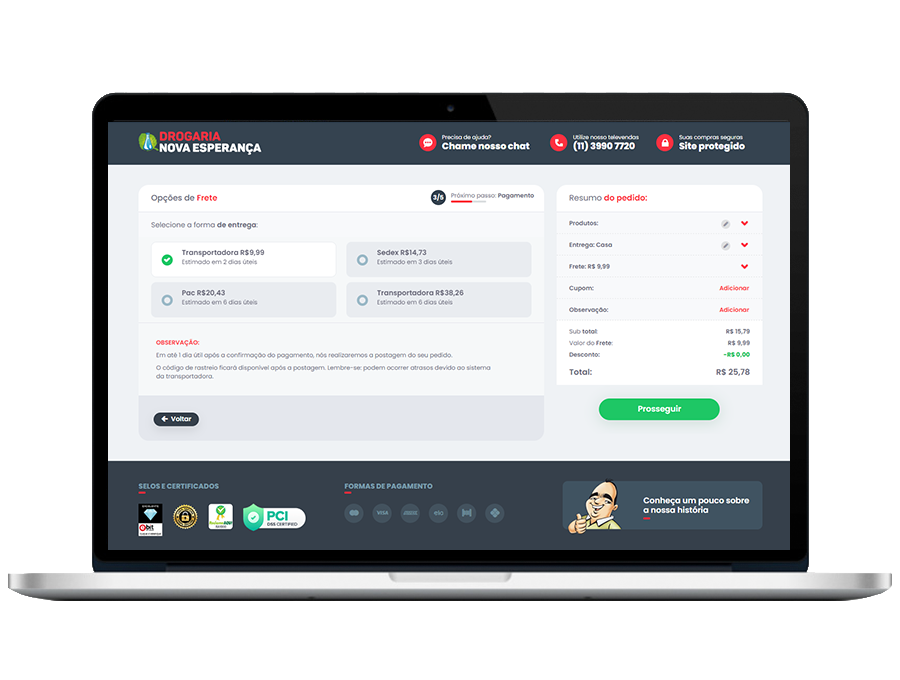 DROGARIA
NOVA ESPERANÇA
Precisa de ajuda?
Chame nosso chat
Utilize nosso televendas
(11) 3990 7720
Suas compras seguras
Site protegido
Opções de Frete
3/5
Próximo passo: Pagamento
Selecione a forma de entrega:
Transportadora R$9,99
Estimado em 2 dias úteis
Sedex R$14,73
Estimado em 3 dias úteis
Pac R$20,43
Estimado em 6 dias úteis
Transportadora R$38,26
Estimado em 6 dias úteis
OBSERVAÇÃO:
Em até 1 dia útil após a confirmação do pagamento, nós realizaremos a postagem do seu pedido.
O código de rastreio ficará disponível após a postagem. Lembre-se: podem ocorrer atrasos devido ao sistema
da transportadora.
Voltar
Resumo do pedido:
Produtos:
Entrega: Casa
Frete: R$ 9,99
Cupom:
Adicionar
Observação:
Adicionar
Sub total:
R$ 15,79
Valor do Frete:
R$ 9,99
Desconto:
-R$ 0,00
Total:
R$ 25,78
Prosseguir
SELOS E CERTIFICADOS
PCI
DSS CERTIFIED
FORMAS DE PAGAMENTO
VISA
Conheça um pouco sobre
a nossa história